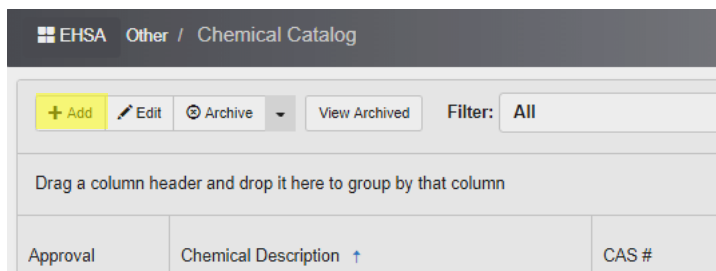 EHSA Other / Chemical Catalog
+ Add Edit Archive View Archived Filter: All
Drag a column header and drop it here to group by that column
Approval Chemical Description ↑ CAS #